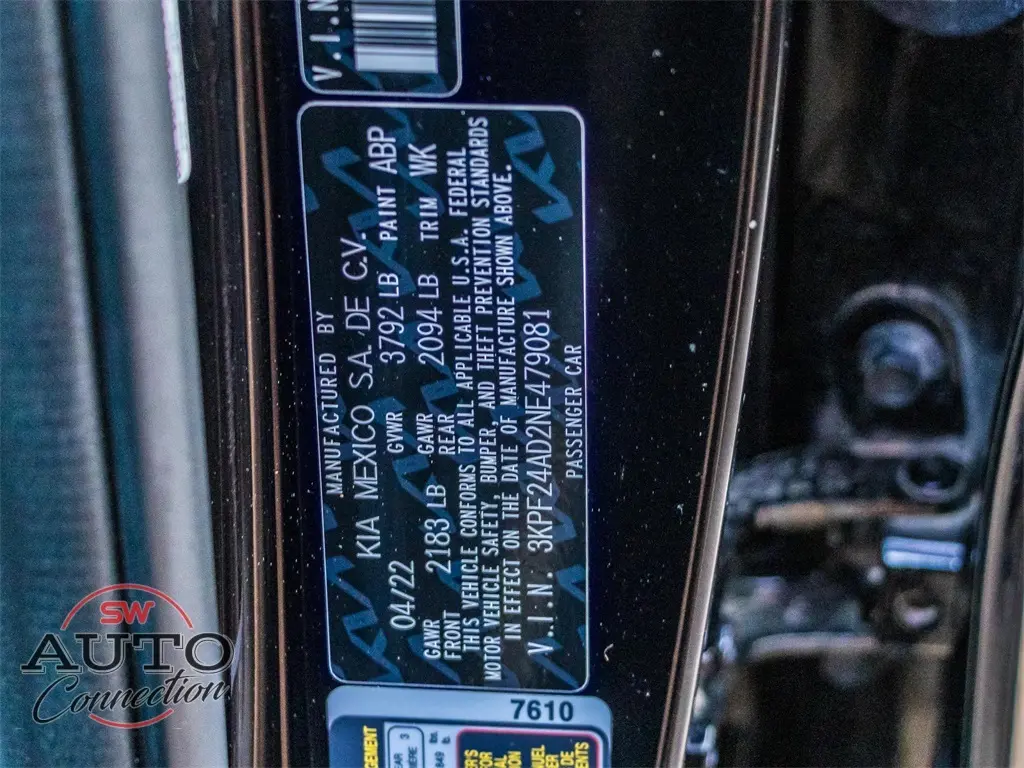 V.I.N
MANUFACTURED BY
KIA MEXICO S.A. DE C.V.
04/22 GVWR 3792 LB PAINT ABP
GAWR FRONT 2183 LB GAWR REAR 2094 LB TRIM WK
THIS VEHICLE CONFORMS TO ALL APPLICABLE U.S.A. FEDERAL
MOTOR VEHICLE SAFETY, BUMPER, AND THEFT PREVENTION STANDARDS
IN EFFECT ON THE DATE OF MANUFACTURE SHOWN ABOVE.
V.I.N. 3KPF24AD2NE479081
PASSENGER CAR
7610
SW
AUTO
Connection